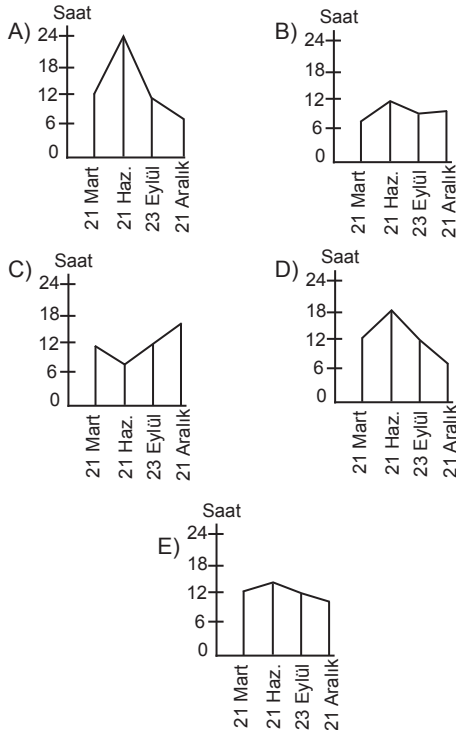 A)
Saat
24
18
12
6
0
21 Mart
21 Haz.
23 Eylül
21 Aralık
B)
Saat
24
18
12
6
0
21 Mart
21 Haz.
23 Eylül
21 Aralık
C)
Saat
24
18
12
6
0
21 Mart
21 Haz.
23 Eylül
21 Aralık
D)
Saat
24
18
12
6
0
21 Mart
21 Haz.
23 Eylül
21 Aralık
E)
Saat
24
18
12
6
0
21 Mart
21 Haz.
23 Eylül
21 Aralık